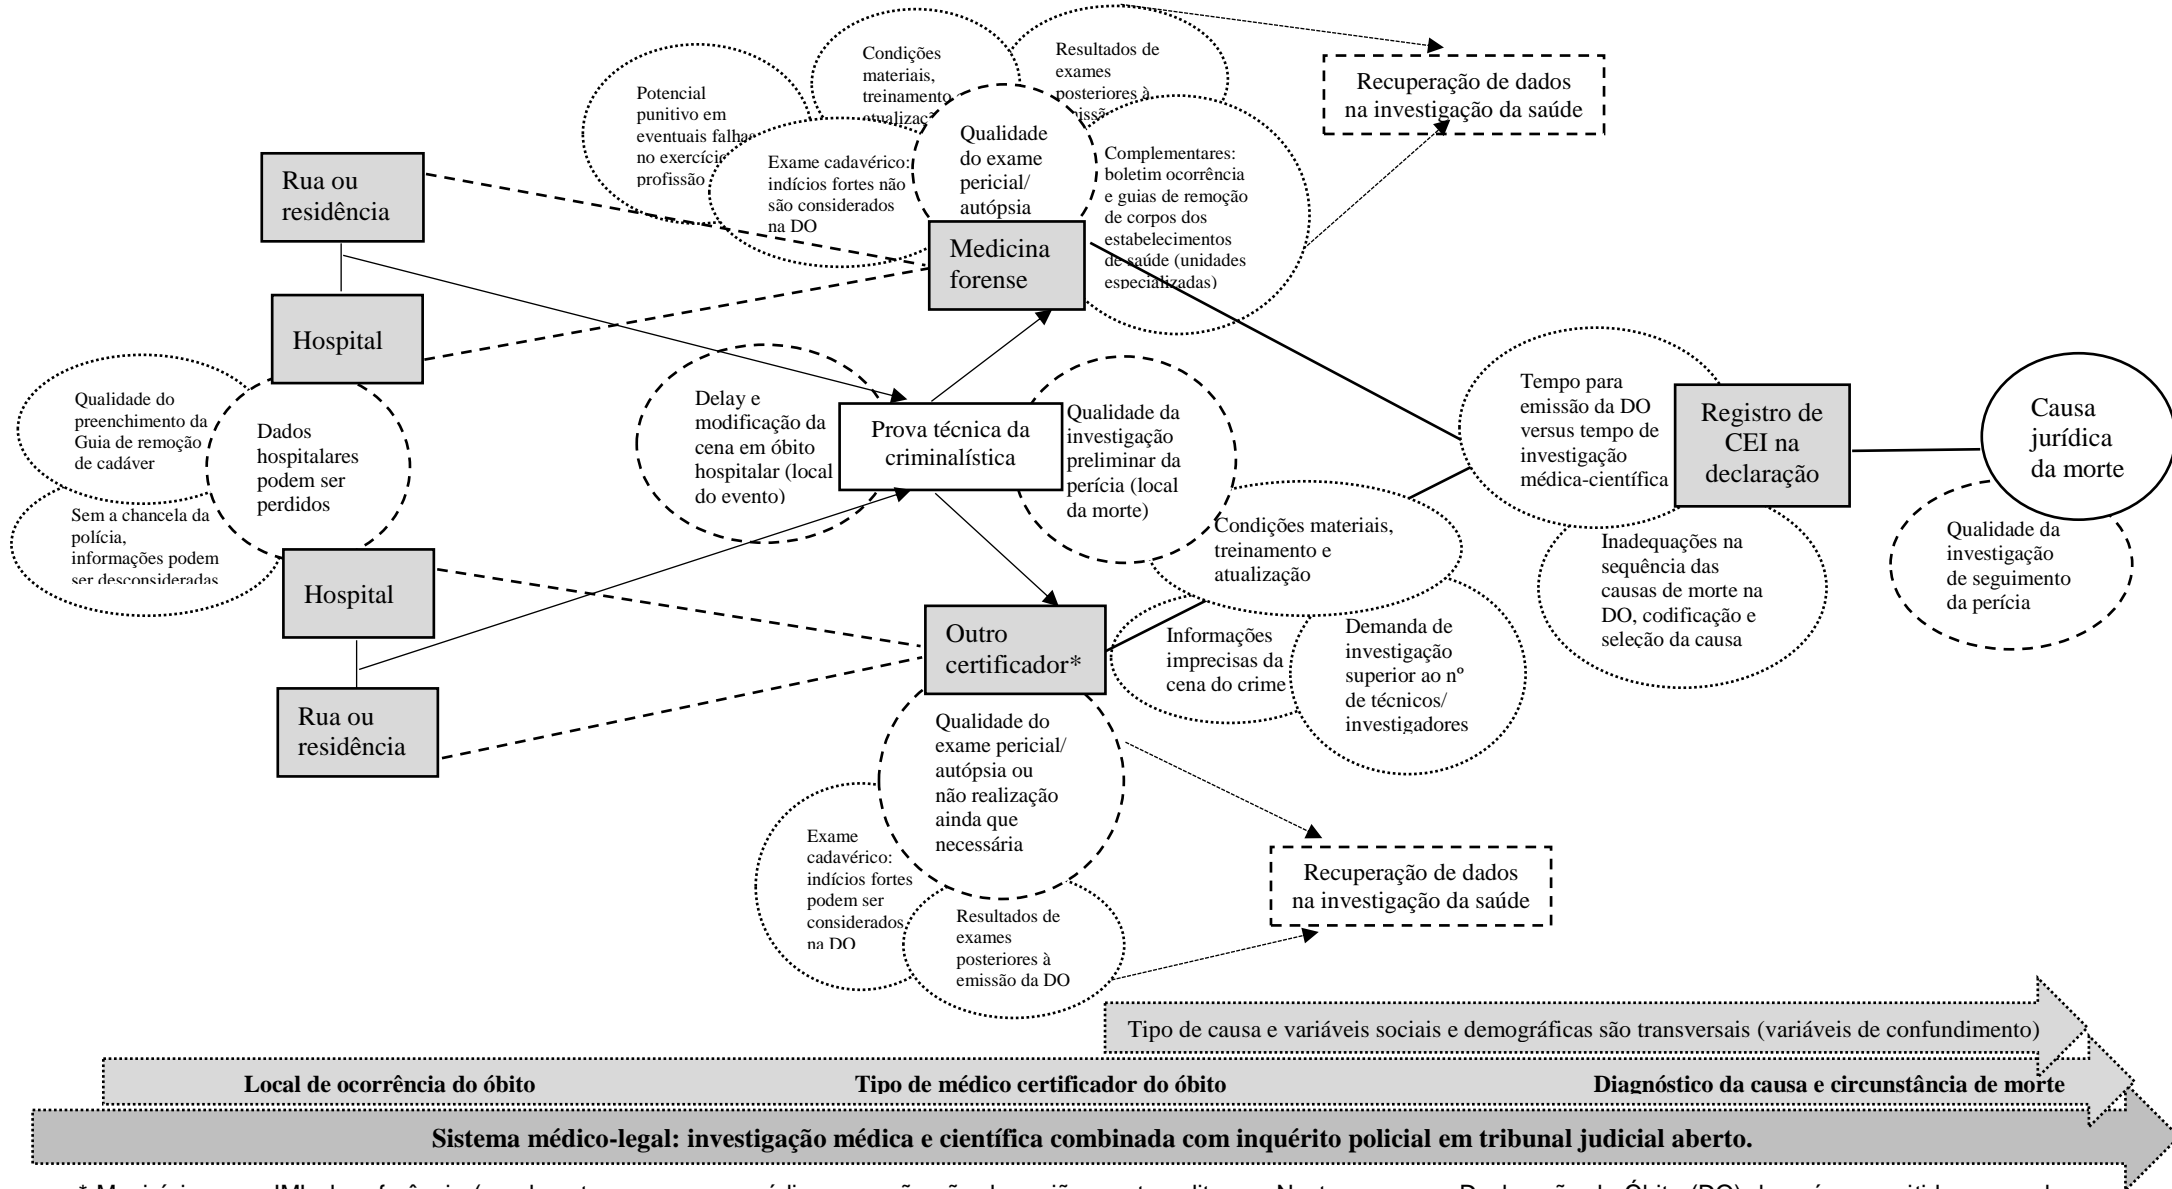 Potencial
punitivo em
eventuais falhas
no exercício
profissão
Condições
materiais,
treinamento
atualizaç
Resultados de
exames
posteriores à
Recuperação de dados
na investigação da saúde
Exame cadavérico:
indícios fortes não
são considerados
na DO
Qualidade
do exame
pericial/
autópsia
Complementares:
boletim ocorrência
e guias de remoção
de corpos dos
estabelecimentos
de saúde (unidades
especializadas)
Rua ou
residência
Medicina
forense
Hospital
Qualidade do
preenchimento da
Guia de remoção
de cadáver
Dados
hospitalares
podem ser
perdidos
Sem a chancela da
polícia,
informações podem
ser desconsideradas
Delay e
modificação da
cena em óbito
hospitalar (local
do evento)
Prova técnica da
criminalística
Qualidade da
investigação
preliminar da
perícia (local
da morte)
Tempo para
emissão da DO
versus tempo de
investigação
médica-científica
Registro de
CEI na
declaração
Causa
jurídica
da morte
Condições materiais,
treinamento e
atualização
Inadequações na
sequência das
causas de morte na
DO, codificação e
seleção da causa
Qualidade da
investigação
de seguimento
da perícia
Hospital
Outro
certificador*
Informações
imprecisas da
cena do crime
Demanda de
investigação
superior ao nº
de técnicos/
investigadores
Rua ou
residência
Qualidade do
exame pericial/
autópsia ou
não realização
ainda que
necessária
Exame
cadavérico:
indícios fortes
podem ser
considerados
na DO
Resultados de
exames
posteriores à
emissão da DO
Recuperação de dados
na investigação da saúde
Tipo de causa e variáveis sociais e demográficas são transversais (variáveis de confundimento)
Local de ocorrência do óbito
Tipo de médico certificador do óbito
Diagnóstico da causa e circunstância de morte
Sistema médico-legal: investigação médica e científica combinada com inquérito policial em tribunal judicial aberto.